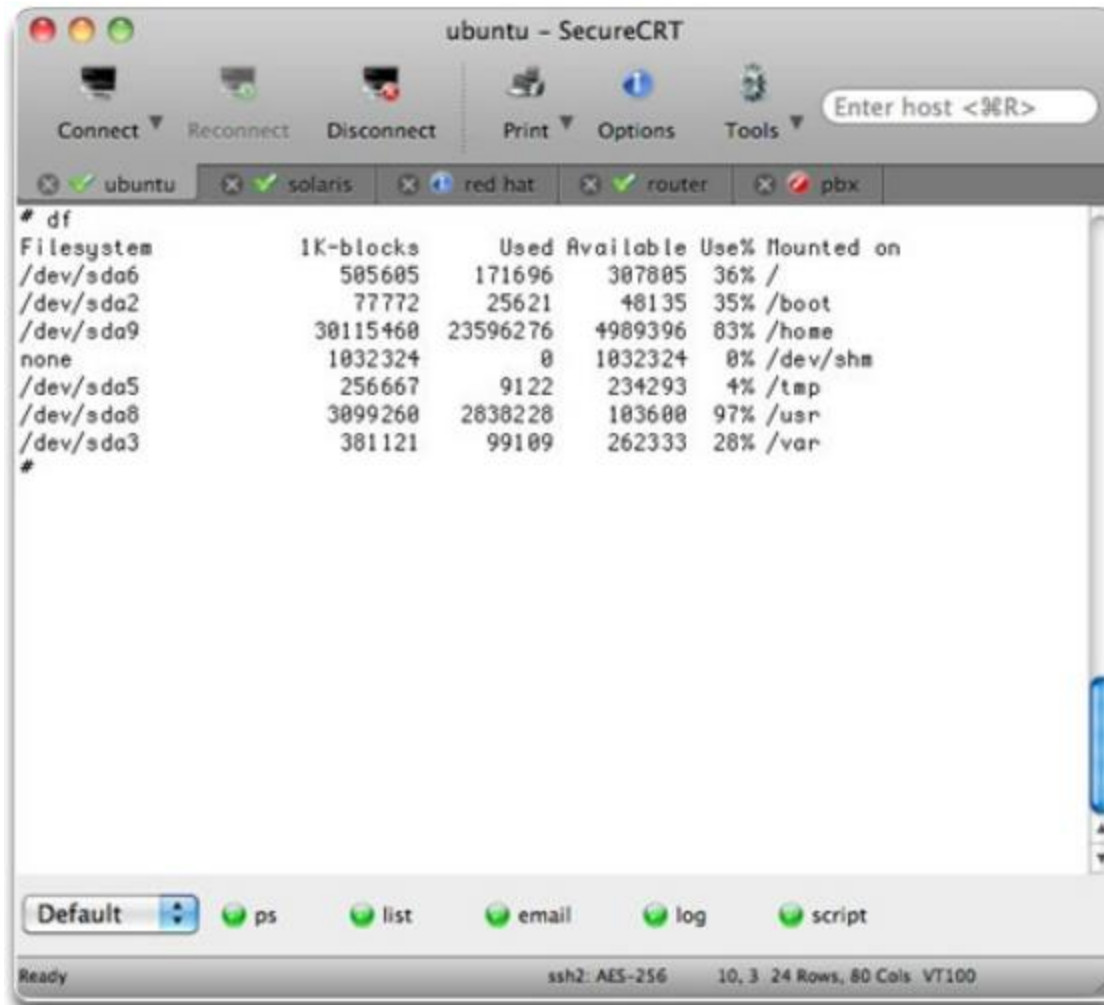 ubuntu – SecureCRT
Connect Reconnect Disconnect Print Options Tools Enter host <⌘R>
ubuntu solaris red hat router pbx
# df
Filesystem 1K-blocks Used Available Use% Mounted on
/dev/sda6 505605 171696 307805 36% /
/dev/sda2 77772 25621 48135 35% /boot
/dev/sda9 30115460 23596276 4989396 83% /home
none 1032324 0 1032324 0% /dev/shm
/dev/sda5 256667 9122 234293 4% /tmp
/dev/sda8 3099260 2838228 103600 97% /usr
/dev/sda3 381121 99109 262333 28% /var
#
Default ps list email log script
Ready ssh2: AES-256 10, 3 24 Rows, 80 Cols VT100